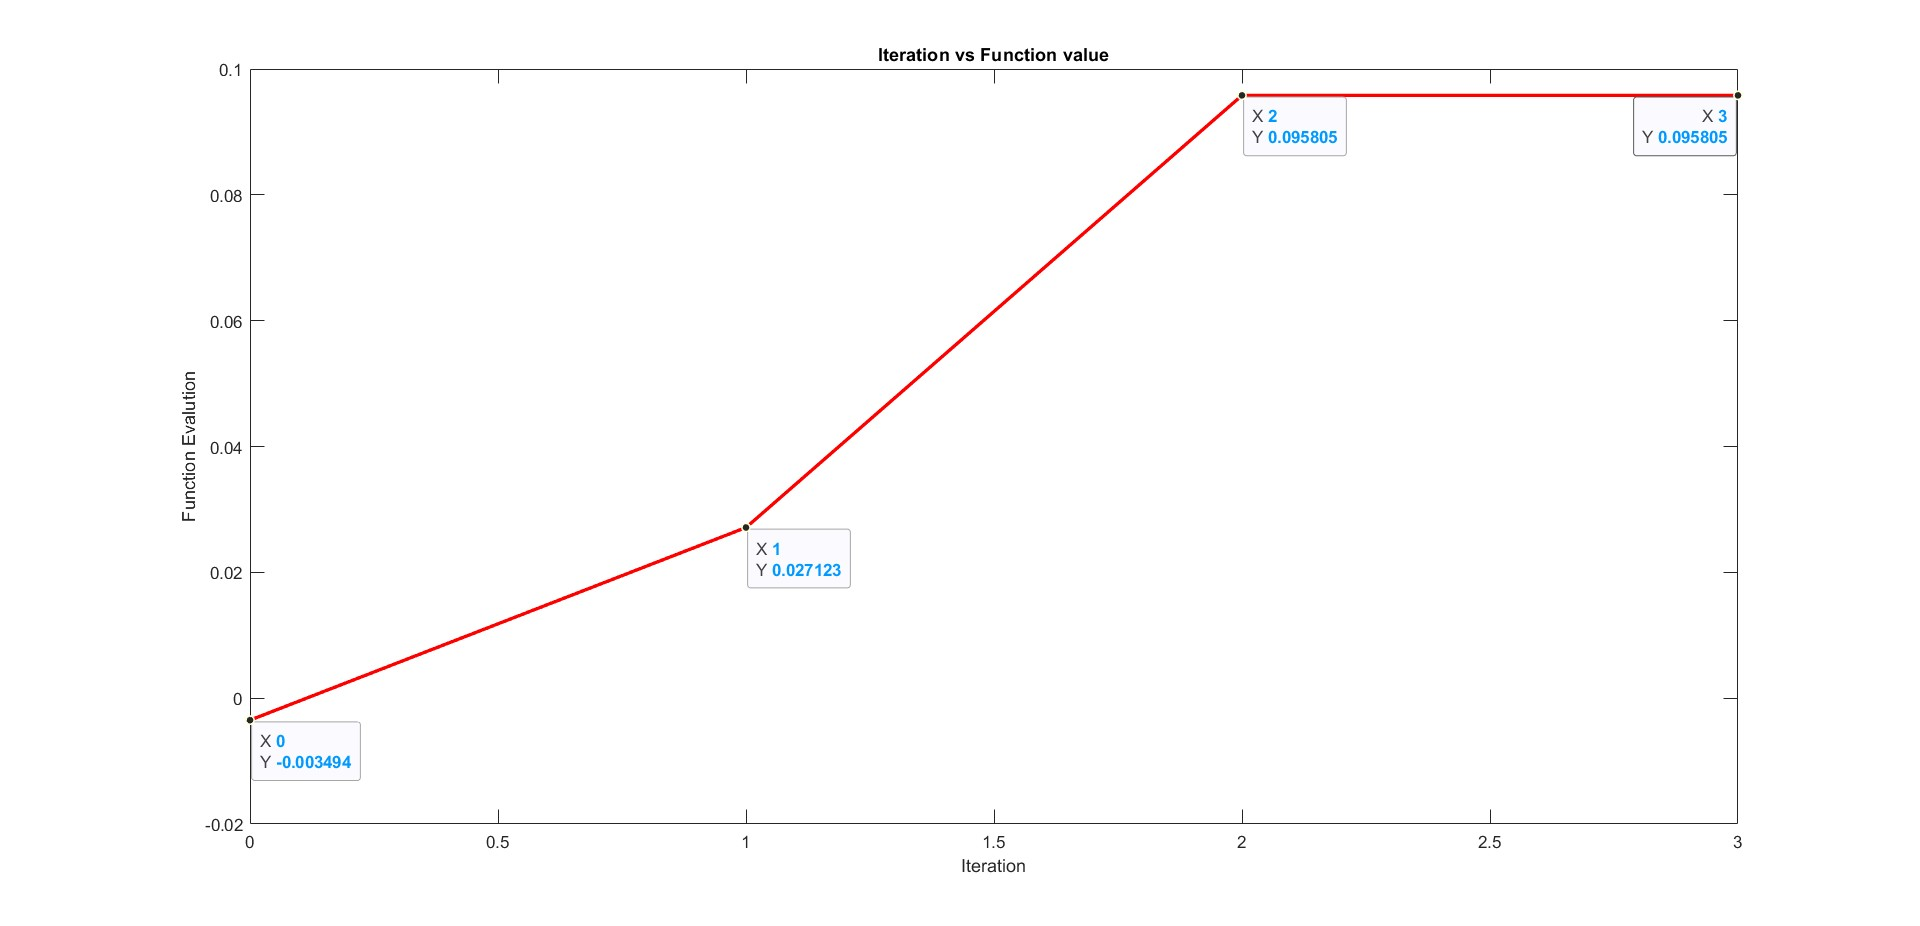 Iteration vs Function value
0.1
0.08
0.06
0.04
0.02
0
-0.02
Function Evalution
X 2
Y 0.095805
X 3
Y 0.095805
X 1
Y 0.027123
X 0
Y -0.003494
0 0.5 1 1.5 2 2.5 3
Iteration